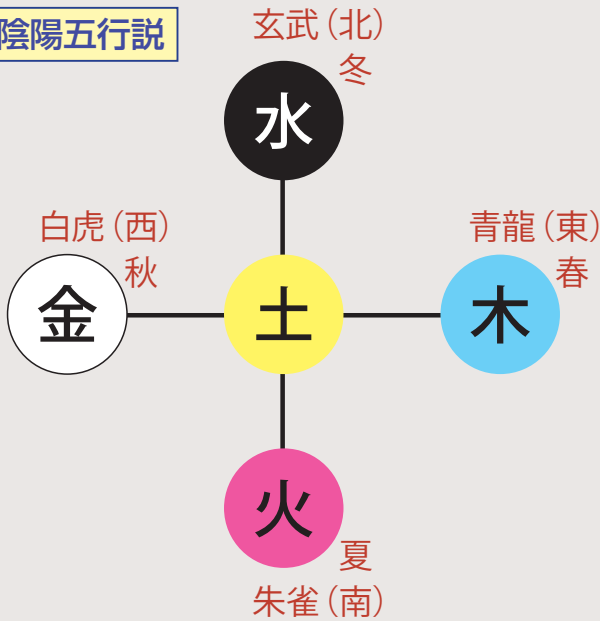 陰陽五行説
玄武（北）
冬
水
白虎（西）
秋
金
土
青龍（東）
春
木
火
夏
朱雀（南）